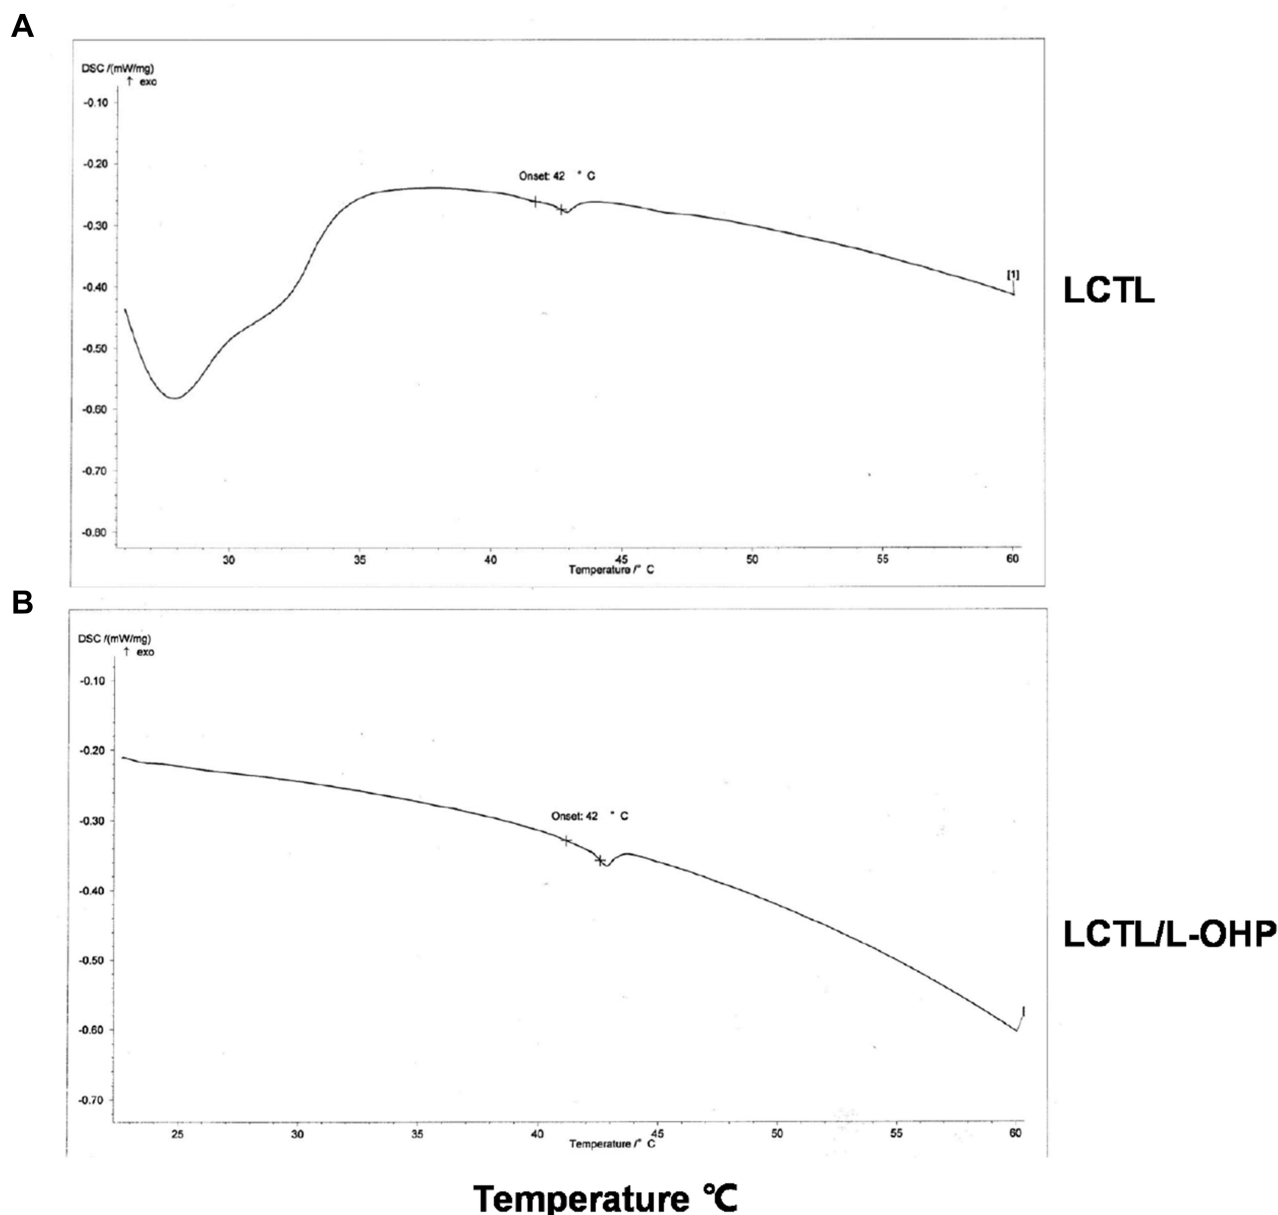 A
DSC /(mW/mg)
↑ exo
-0.10
-0.20
Onset: 42 ° C
-0.30
[1]
LCTL
-0.40
-0.50
-0.60
-0.70
-0.80
30 35 40 45 50 55 60
Temperature /° C
B
DSC /(mW/mg)
↑ exo
-0.10
-0.20
Onset: 42 ° C
-0.30
-0.40
LCTL/L-OHP
-0.50
[
-0.60
-0.70
25 30 35 40 45 50 55 60
Temperature /° C
Temperature ℃